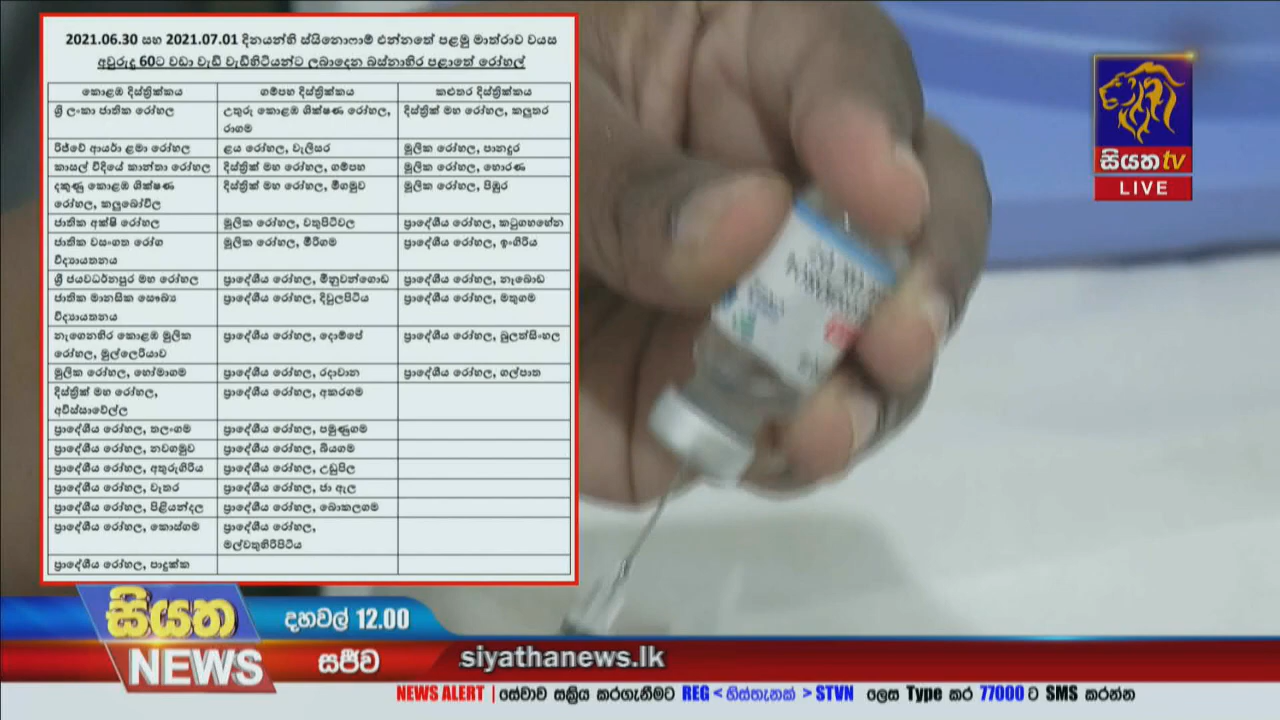 2021.06.30 සහ 2021.07.01 දිනයන්හි ස්යිනොෆාම් එන්නතේ පළමු මාත්‍රාව වයස
අවුරුදු 60ට වඩා වැඩි වැඩිහිටියන්ට ලබාදෙන බස්නාහිර පළාතේ රෝහල්
කොළඹ දිස්ත්‍රික්කය ගම්පහ දිස්ත්‍රික්කය කළුතර දිස්ත්‍රික්කය
ශ්‍රී ලංකා ජාතික රෝහල උතුරු කොළඹ ශික්ෂණ රෝහල, දිස්ත්‍රික් මහ රෝහල, කලුතර
රාගම
රිජ්වේ ආර්යා ළමා රෝහල ළය රෝහල, වැලිසර මූලික රෝහල, පානදුර
කාසල් වීදියේ කාන්තා රෝහල දිස්ත්‍රික් මහ රෝහල, ගම්පහ මූලික රෝහල, හොරණ
දකුණු කොළඹ ශික්ෂණ දිස්ත්‍රික් මහ රෝහල, මීගමුව මූලික රෝහල, පිඹුර
රෝහල, කලුබෝවිල
ජාතික අක්ෂි රෝහල මූලික රෝහල, වතුපිටිවල ප්‍රාදේශීය රෝහල, කටුගහහේන
ජාතික වසංගත රෝග මූලික රෝහල, මීරිගම ප්‍රාදේශීය රෝහල, ඉංගිරිය
විද්‍යායතනය
ශ්‍රී ජයවර්ධනපුර මහ රෝහල ප්‍රාදේශීය රෝහල, මිනුවන්ගොඩ ප්‍රාදේශීය රෝහල, නෑබොඩ
ජාතික මානසික සෞඛ්‍ය ප්‍රාදේශීය රෝහල, දිවුලපිටිය ප්‍රාදේශීය රෝහල, මතුගම
විද්‍යායතනය
නැගෙනහිර කොළඹ මූලික ප්‍රාදේශීය රෝහල, දොම්පේ ප්‍රාදේශීය රෝහල, බුලත්සිංහල
රෝහල, මුල්ලේරියාව
මූලික රෝහල, හෝමාගම ප්‍රාදේශීය රෝහල, රදාවාන ප්‍රාදේශීය රෝහල, ගල්පාත
දිස්ත්‍රික් මහ රෝහල, ප්‍රාදේශීය රෝහල, අකරගම
අවිස්සාවේල්ල
ප්‍රාදේශීය රෝහල, තලංගම ප්‍රාදේශීය රෝහල, පමුණුගම
ප්‍රාදේශීය රෝහල, නවගමුව ප්‍රාදේශීය රෝහල, බියගම
ප්‍රාදේශීය රෝහල, අතුරුගිරිය ප්‍රාදේශීය රෝහල, උඩුපිල
ප්‍රාදේශීය රෝහල, වෑතර ප්‍රාදේශීය රෝහල, ජා ඇල
ප්‍රාදේශීය රෝහල, පිළියන්දල ප්‍රාදේශීය රෝහල, බොකලගම
ප්‍රාදේශීය රෝහල, කොස්ගම ප්‍රාදේශීය රෝහල,
මල්වතුහිරිපිටිය
ප්‍රාදේශීය රෝහල, පාදුක්ක
සියත tv
LIVE
සියත
NEWS
දහවල් 12.00
සජීව
siyathanews.lk
NEWS ALERT | සේවාව සක්‍රිය කරගැනීමට REG < හිස්තැනක් > STVN ලෙස Type කර 77000 ට SMS කරන්න